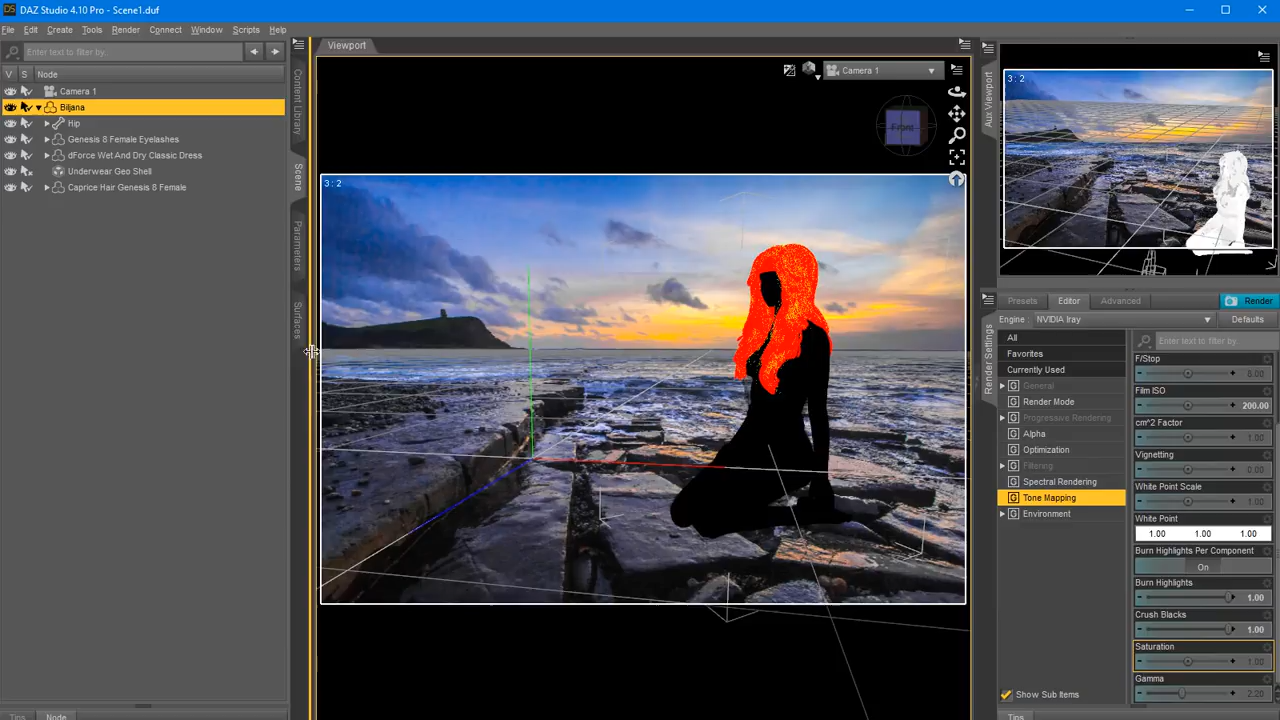 DAZ Studio 4.10 Pro - Scene1.duf
File Edit Create Tools Render Connect Window Scripts Help
Enter text to filter by...
V S Node
Camera 1
Biljana
Hip
Genesis 8 Female Eyelashes
dForce Wet And Dry Classic Dress
Underwear Geo Shell
Caprice Hair Genesis 8 Female
Tips Node
Content Library
Scene
Parameters
Surfaces
Viewport
Camera 1
Front
3 : 2
Aux Viewport
3 : 2
Render Settings
Presets Editor Advanced Render
Engine : NVIDIA Iray Defaults
All
Favorites
Currently Used
General
Render Mode
Progressive Rendering
Alpha
Optimization
Filtering
Spectral Rendering
Tone Mapping
Environment
Show Sub Items
Enter text to filter by...
F/Stop
8.00
Film ISO
200.00
cm^2 Factor
1.00
Vignetting
0.00
White Point Scale
1.00
White Point
1.00 1.00 1.00
Burn Highlights Per Component
On
Burn Highlights
1.00
Crush Blacks
1.00
Saturation
1.00
Gamma
2.20
Tips